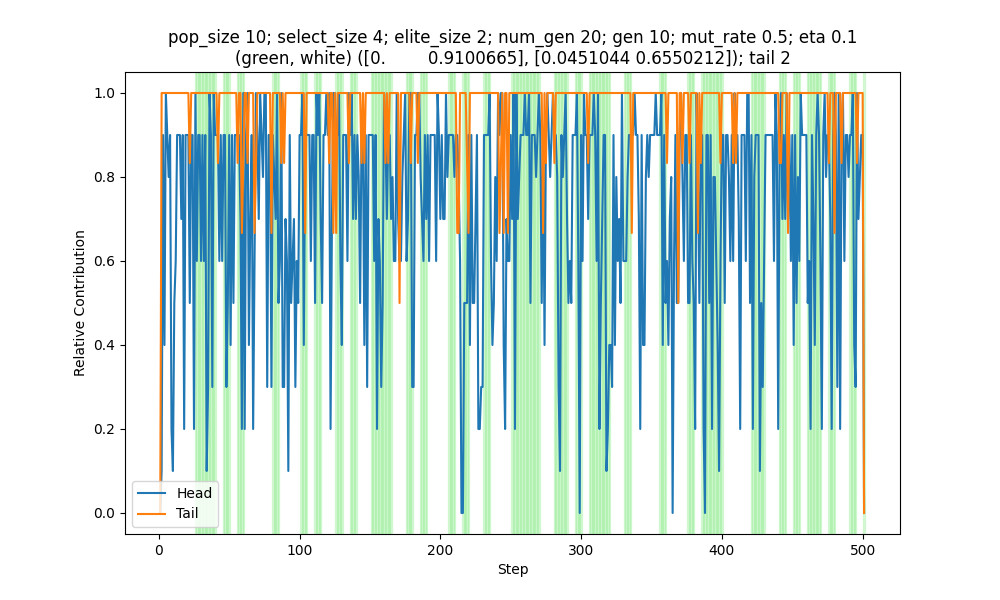 pop_size 10; select_size 4; elite_size 2; num_gen 20; gen 10; mut_rate 0.5; eta 0.1
(green, white) ([0.         0.9100665], [0.0451044 0.6550212]); tail 2
1.0
0.8
0.6
0.4
0.2
0.0
Relative Contribution
Head
Tail
0
100
200
300
400
500
Step